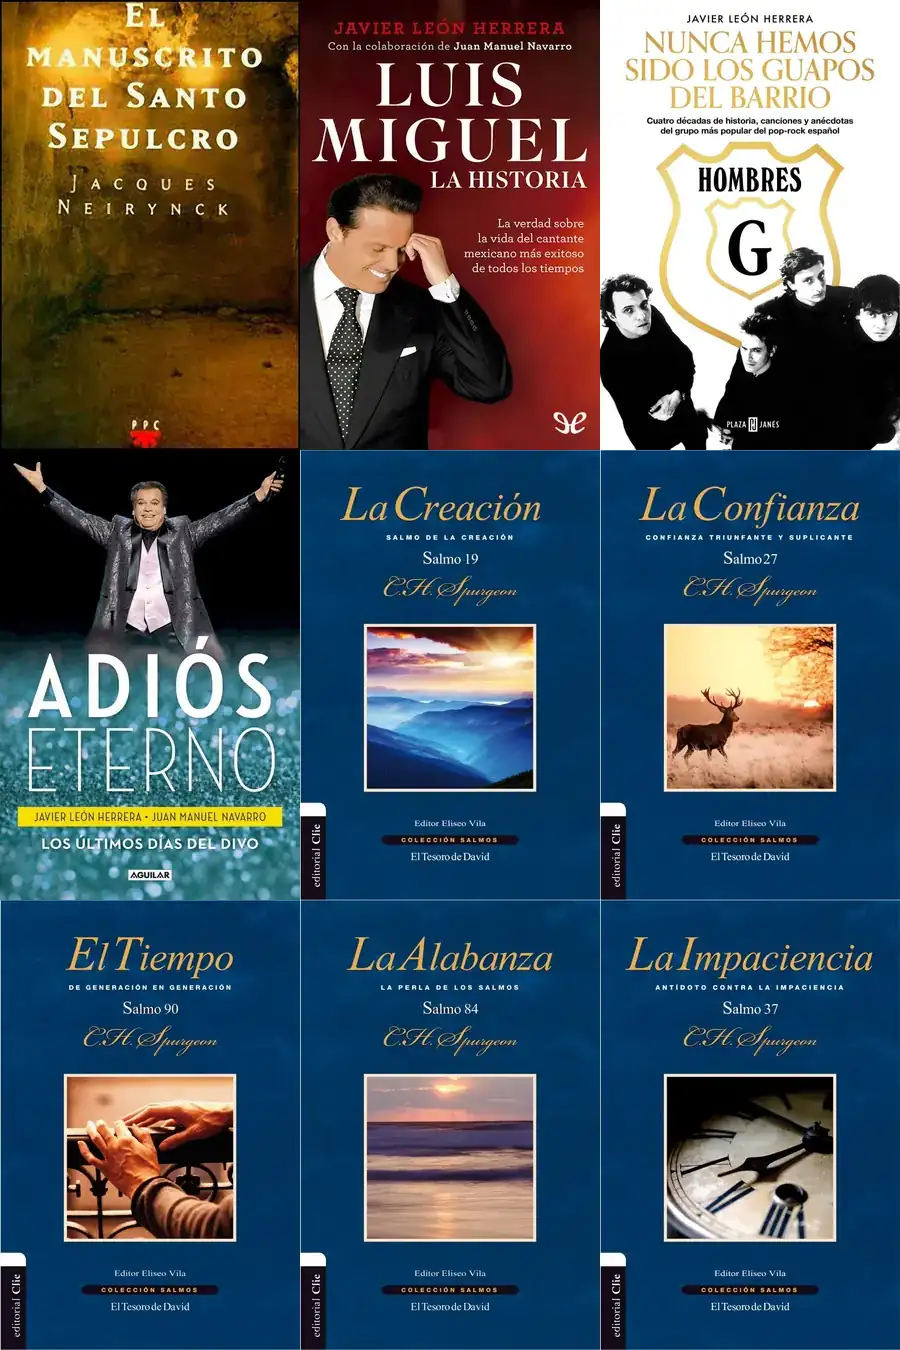 EL
MANUSCRITO
DEL SANTO
SEPULCRO
JACQUES
NEIRYNCK
PPC
JAVIER LEÓN HERRERA
Con la colaboración de Juan Manuel Navarro
LUIS
MIGUEL
LA HISTORIA
La verdad sobre
la vida del cantante
mexicano más exitoso
de todos los tiempos
JAVIER LEÓN HERRERA
NUNCA HEMOS
SIDO LOS GUAPOS
DEL BARRIO
Cuatro décadas de historia, canciones y anécdotas
del grupo más popular del pop-rock español
HOMBRES
G
PLAZA PJ JANES
ADIÓS
ETERNO
JAVIER LEÓN HERRERA • JUAN MANUEL NAVARRO
LOS ÚLTIMOS DÍAS DEL DIVO
AGUILAR
La Creación
SALMO DE LA CREACIÓN
Salmo 19
C.H. Spurgeon
editorial Clie
Editor Eliseo Vila
COLECCIÓN SALMOS
El Tesoro de David
La Confianza
CONFIANZA TRIUNFANTE Y SUPLICANTE
Salmo 27
C.H. Spurgeon
editorial Clie
Editor Eliseo Vila
COLECCIÓN SALMOS
El Tesoro de David
El Tiempo
DE GENERACIÓN EN GENERACIÓN
Salmo 90
C.H. Spurgeon
editorial Clie
Editor Eliseo Vila
COLECCIÓN SALMOS
El Tesoro de David
La Alabanza
LA PERLA DE LOS SALMOS
Salmo 84
C.H. Spurgeon
editorial Clie
Editor Eliseo Vila
COLECCIÓN SALMOS
El Tesoro de David
La Impaciencia
ANTÍDOTO CONTRA LA IMPACIENCIA
Salmo 37
C.H. Spurgeon
editorial Clie
Editor Eliseo Vila
COLECCIÓN SALMOS
El Tesoro de David